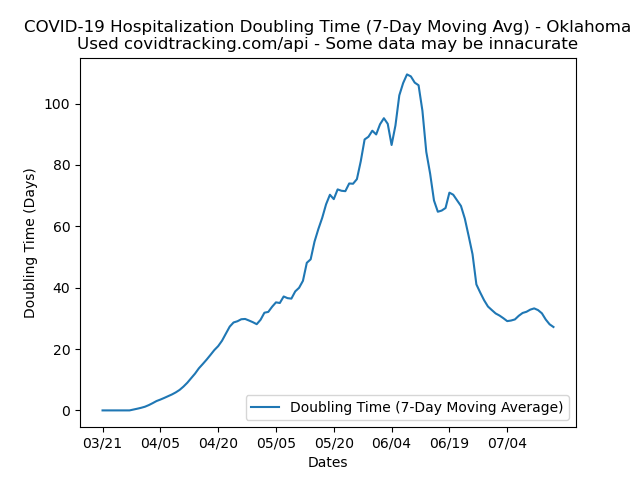 COVID-19 Hospitalization Doubling Time (7-Day Moving Avg) - Oklahoma
Used covidtracking.com/api - Some data may be innacurate
100
80
60
40
20
0
Doubling Time (Days)
Doubling Time (7-Day Moving Average)
03/21 04/05 04/20 05/05 05/20 06/04 06/19 07/04
Dates